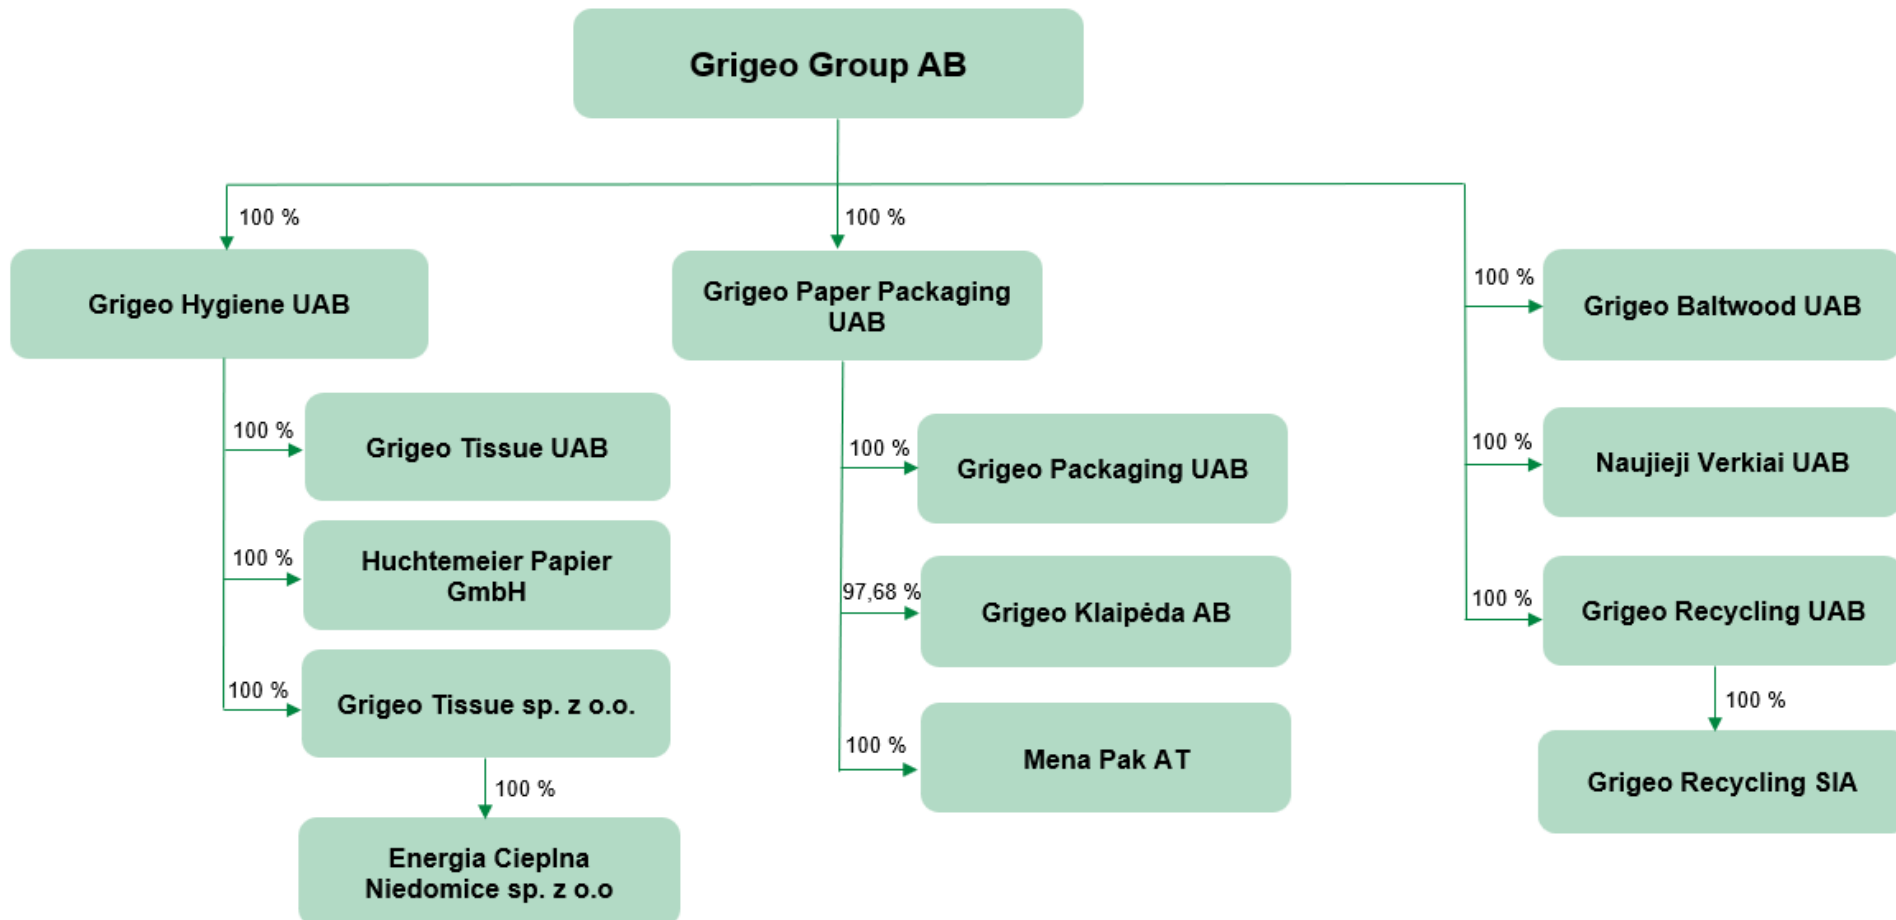 Grigeo Group AB
100 %
100 %
Grigeo Hygiene UAB
Grigeo Paper Packaging
UAB
100 %
Grigeo Baltwood UAB
100 %
Grigeo Tissue UAB
100 %
Huchtemeier Papier
GmbH
100 %
Grigeo Tissue sp. z o.o.
100 %
Energia Cieplna
Niedomice sp. z o.o
100 %
Grigeo Packaging UAB
97,68 %
Grigeo Klaipėda AB
100 %
Mena Pak AT
100 %
Naujieji Verkiai UAB
100 %
Grigeo Recycling UAB
100 %
Grigeo Recycling SIA